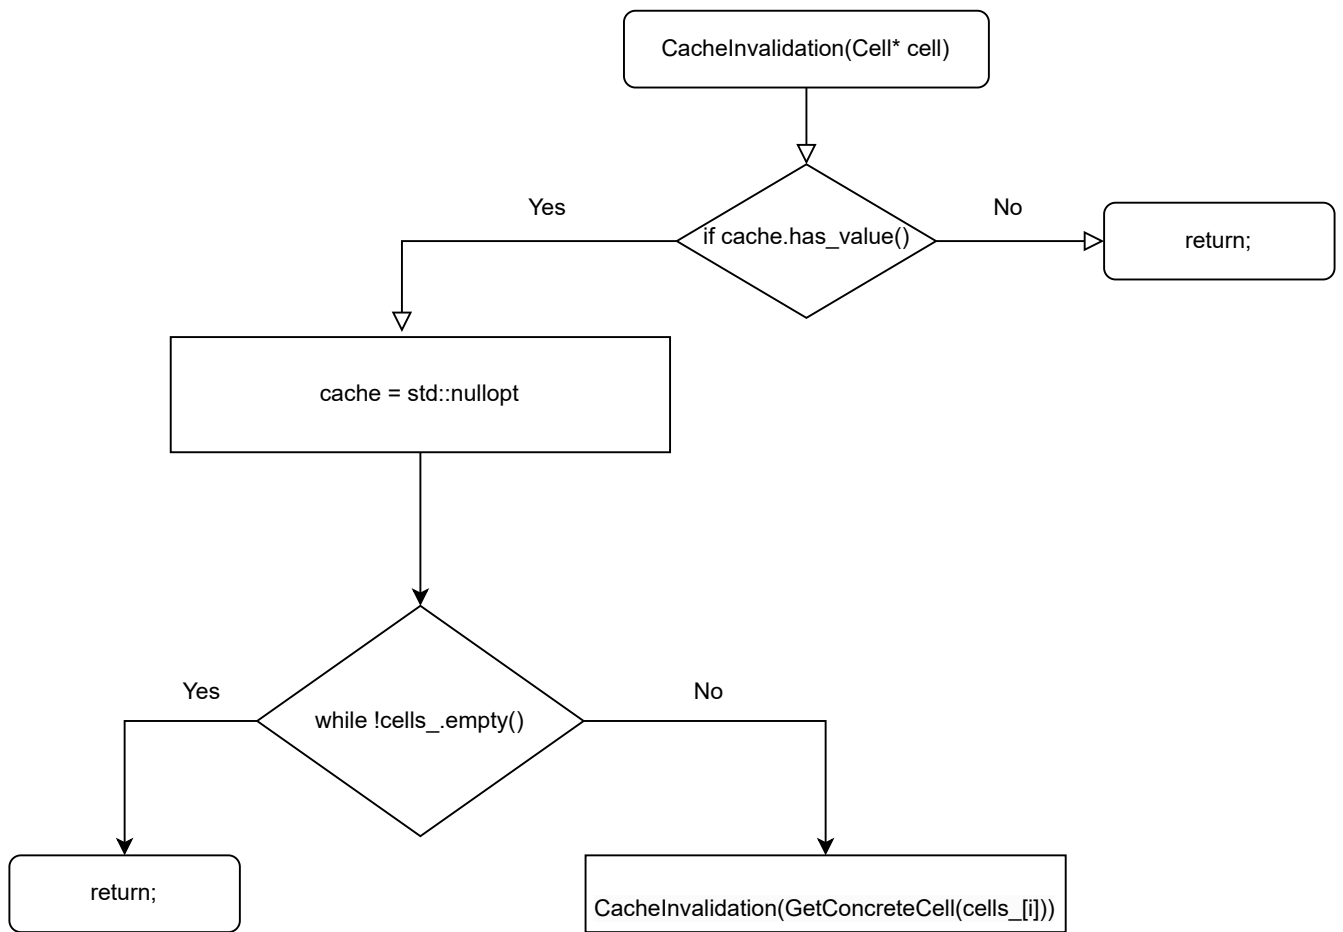 CacheInvalidation(Cell* cell)
Yes
No
if cache.has_value()
return;
cache = std::nullopt
Yes
No
while !cells_.empty()
return;
CacheInvalidation(GetConcreteCell(cells_[i]))